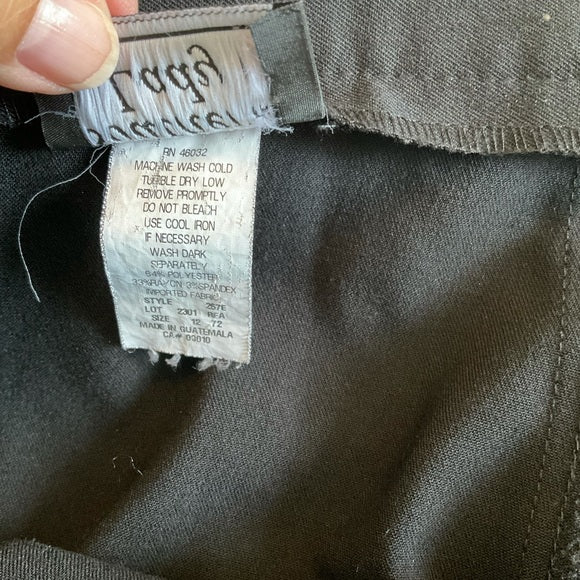 Lady
RN 46032
MACHINE WASH COLD
TUMBLE DRY LOW
REMOVE PROMPTLY
DO NOT BLEACH
USE COOL IRON
IF NECESSARY
WASH DARK
SEPARATELY
64% POLYESTER
33%RAYON 3%SPANDEX
IMPORTED FABRIC
STYLE 257E
LOT 2301 REA
SIZE 12 72
MADE IN GUATEMALA
CA# 03010